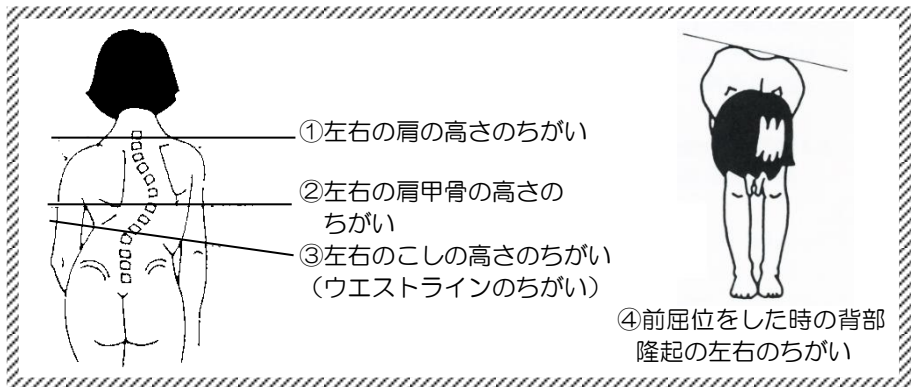 ①左右の肩の高さのちがい
②左右の肩甲骨の高さの
ちがい
③左右のこしの高さのちがい
（ウエストラインのちがい）
④前屈位をした時の背部
隆起の左右のちがい